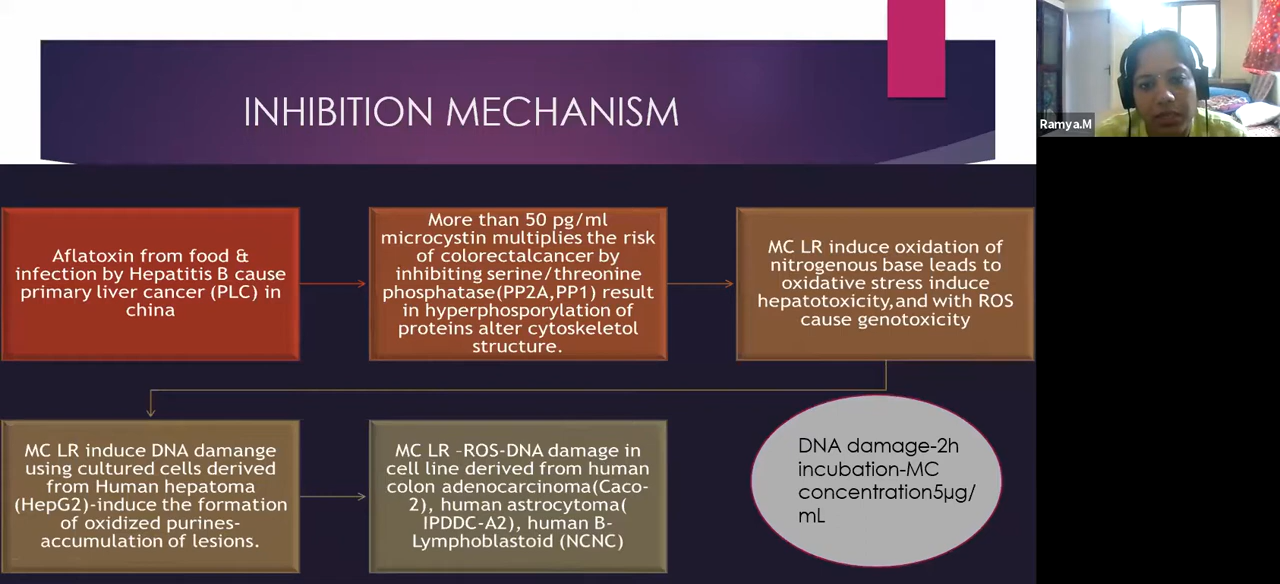 INHIBITION MECHANISM
Ramya.M
Aflatoxin from food &
infection by Hepatitis B cause
primary liver cancer (PLC) in
china
More than 50 pg/ml
microcystin multiplies the risk
of colorectalcancer by
inhibiting serine/threonine
phosphatase(PP2A,PP1) result
in hyperphosporylation of
proteins alter cytoskeletol
structure.
MC LR induce oxidation of
nitrogenous base leads to
oxidative stress induce
hepatotoxicity,and with ROS
cause genotoxicity
MC LR induce DNA damange
using cultured cells derived
from Human hepatoma
(HepG2)-induce the formation
of oxidized purines-
accumulation of lesions.
MC LR -ROS-DNA damage in
cell line derived from human
colon adenocarcinoma(Caco-
2), human astrocytoma(
IPDDC-A2), human B-
Lymphoblastoid (NCNC)
DNA damage-2h
incubation-MC
concentration5µg/
mL